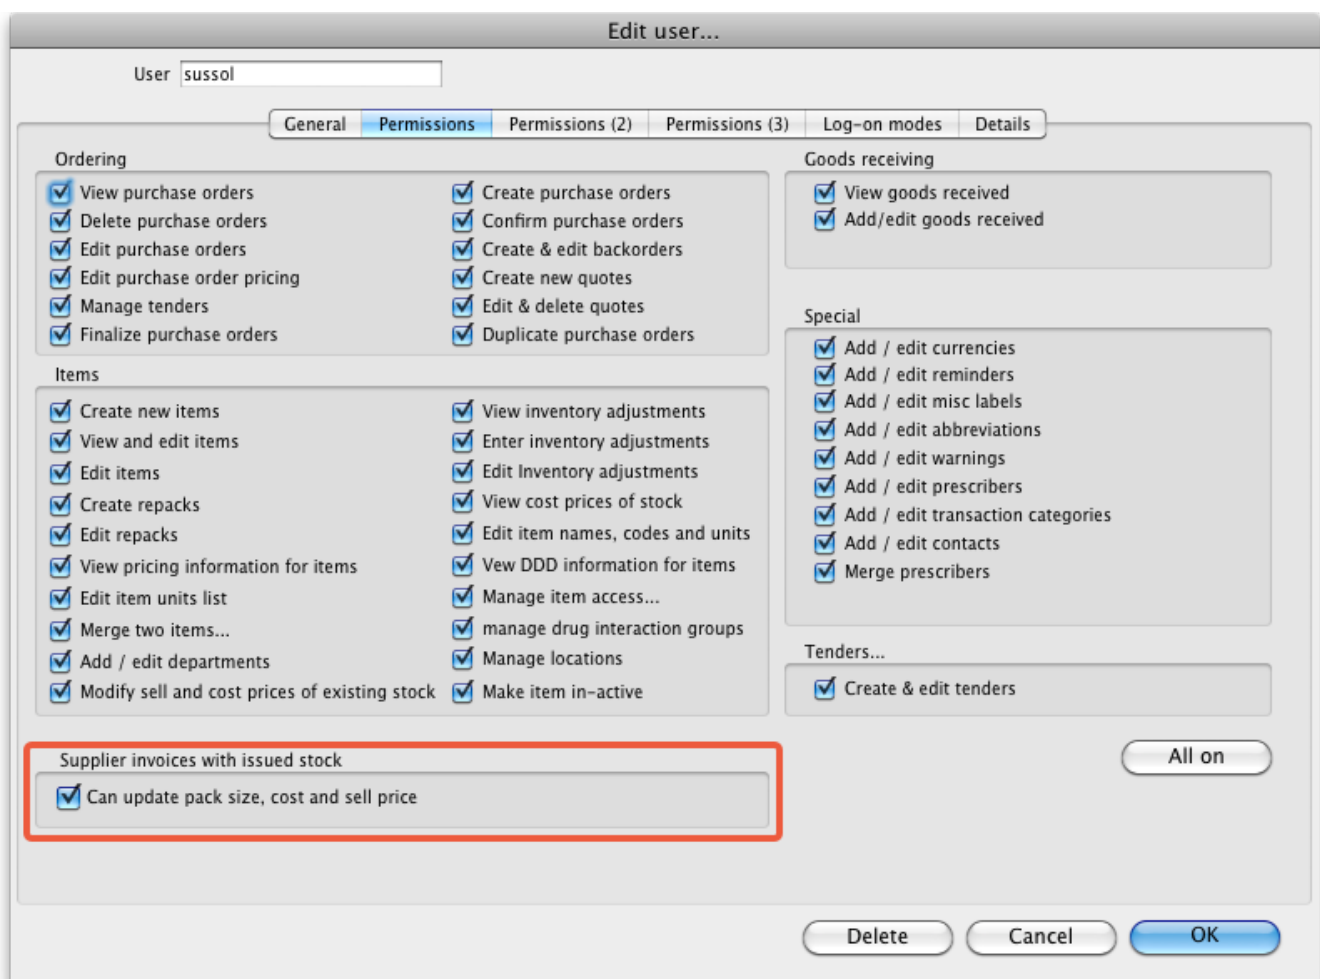 Edit user...
User sussol
General Permissions Permissions (2) Permissions (3) Log-on modes Details
Ordering
View purchase orders
Delete purchase orders
Edit purchase orders
Edit purchase order pricing
Manage tenders
Finalize purchase orders
Create purchase orders
Confirm purchase orders
Create & edit backorders
Create new quotes
Edit & delete quotes
Duplicate purchase orders
Items
Create new items
View and edit items
Edit items
Create repacks
Edit repacks
View pricing information for items
Edit item units list
Merge two items...
Add / edit departments
Modify sell and cost prices of existing stock
View inventory adjustments
Enter inventory adjustments
Edit Inventory adjustments
View cost prices of stock
Edit item names, codes and units
Vew DDD information for items
Manage item access...
manage drug interaction groups
Manage locations
Make item in-active
Supplier invoices with issued stock
Can update pack size, cost and sell price
Goods receiving
View goods received
Add/edit goods received
Special
Add / edit currencies
Add / edit reminders
Add / edit misc labels
Add / edit abbreviations
Add / edit warnings
Add / edit prescribers
Add / edit transaction categories
Add / edit contacts
Merge prescribers
Tenders...
Create & edit tenders
All on
Delete Cancel OK